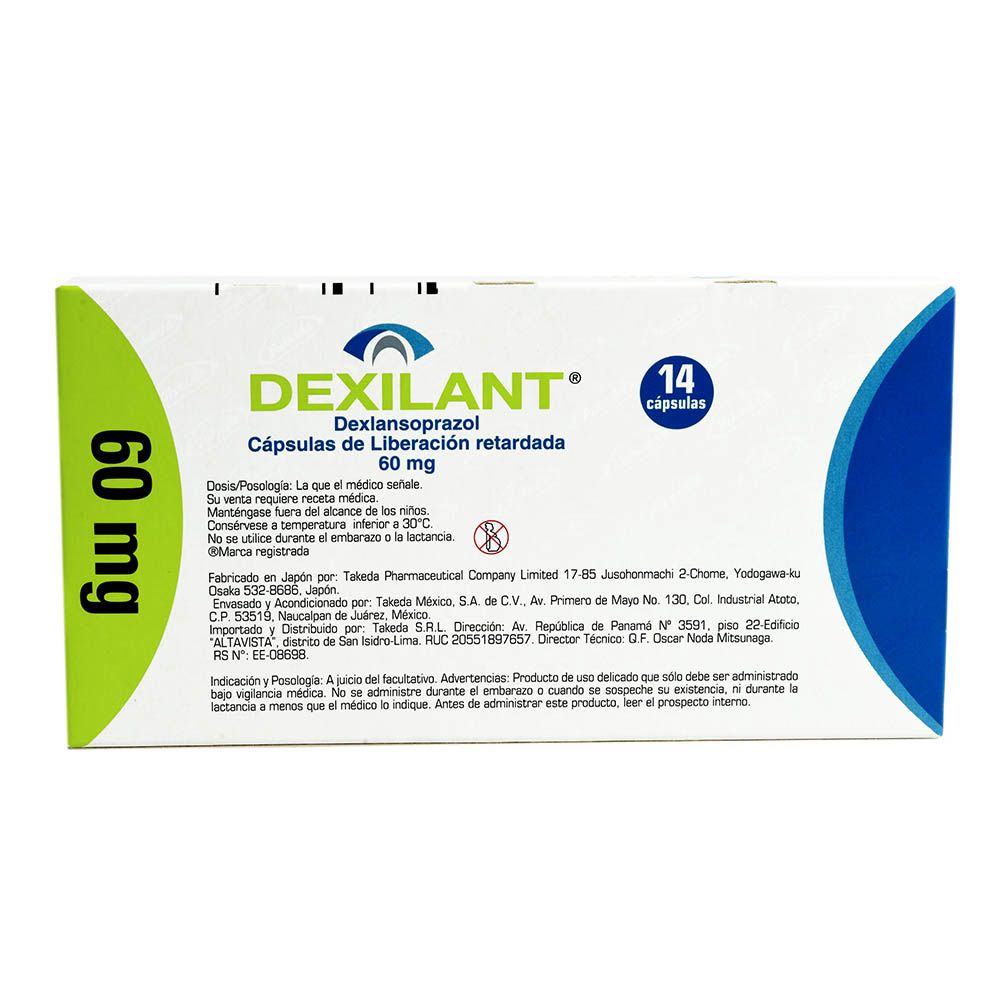 DEXILANT®
Dexlansoprazol
Cápsulas de Liberación retardada
60 mg
14
cápsulas
60 mg
Dosis/Posología: La que el médico señale.
Su venta requiere receta médica.
Manténgase fuera del alcance de los niños.
Consérvese a temperatura inferior a 30°C.
No se utilice durante el embarazo o la lactancia.
®Marca registrada
Fabricado en Japón por: Takeda Pharmaceutical Company Limited 17-85 Jusohonmachi 2-Chome, Yodogawa-ku
Osaka 532-8686, Japón.
Envasado y Acondicionado por: Takeda México, S.A. de C.V., Av. Primero de Mayo No. 130, Col. Industrial Atoto,
C.P. 53519, Naucalpan de Juárez, México.
Importado y Distribuido por: Takeda S.R.L. Dirección: Av. República de Panamá Nº 3591, piso 22-Edificio
"ALTAVISTA", distrito de San Isidro-Lima. RUC 20551897657. Director Técnico: Q.F. Oscar Noda Mitsunaga.
RS N°: EE-08698.
Indicación y Posología: A juicio del facultativo. Advertencias: Producto de uso delicado que sólo debe ser administrado
bajo vigilancia médica. No se administre durante el embarazo o cuando se sospeche su existencia, ni durante la
lactancia a menos que el médico lo indique. Antes de administrar este producto, leer el prospecto interno.